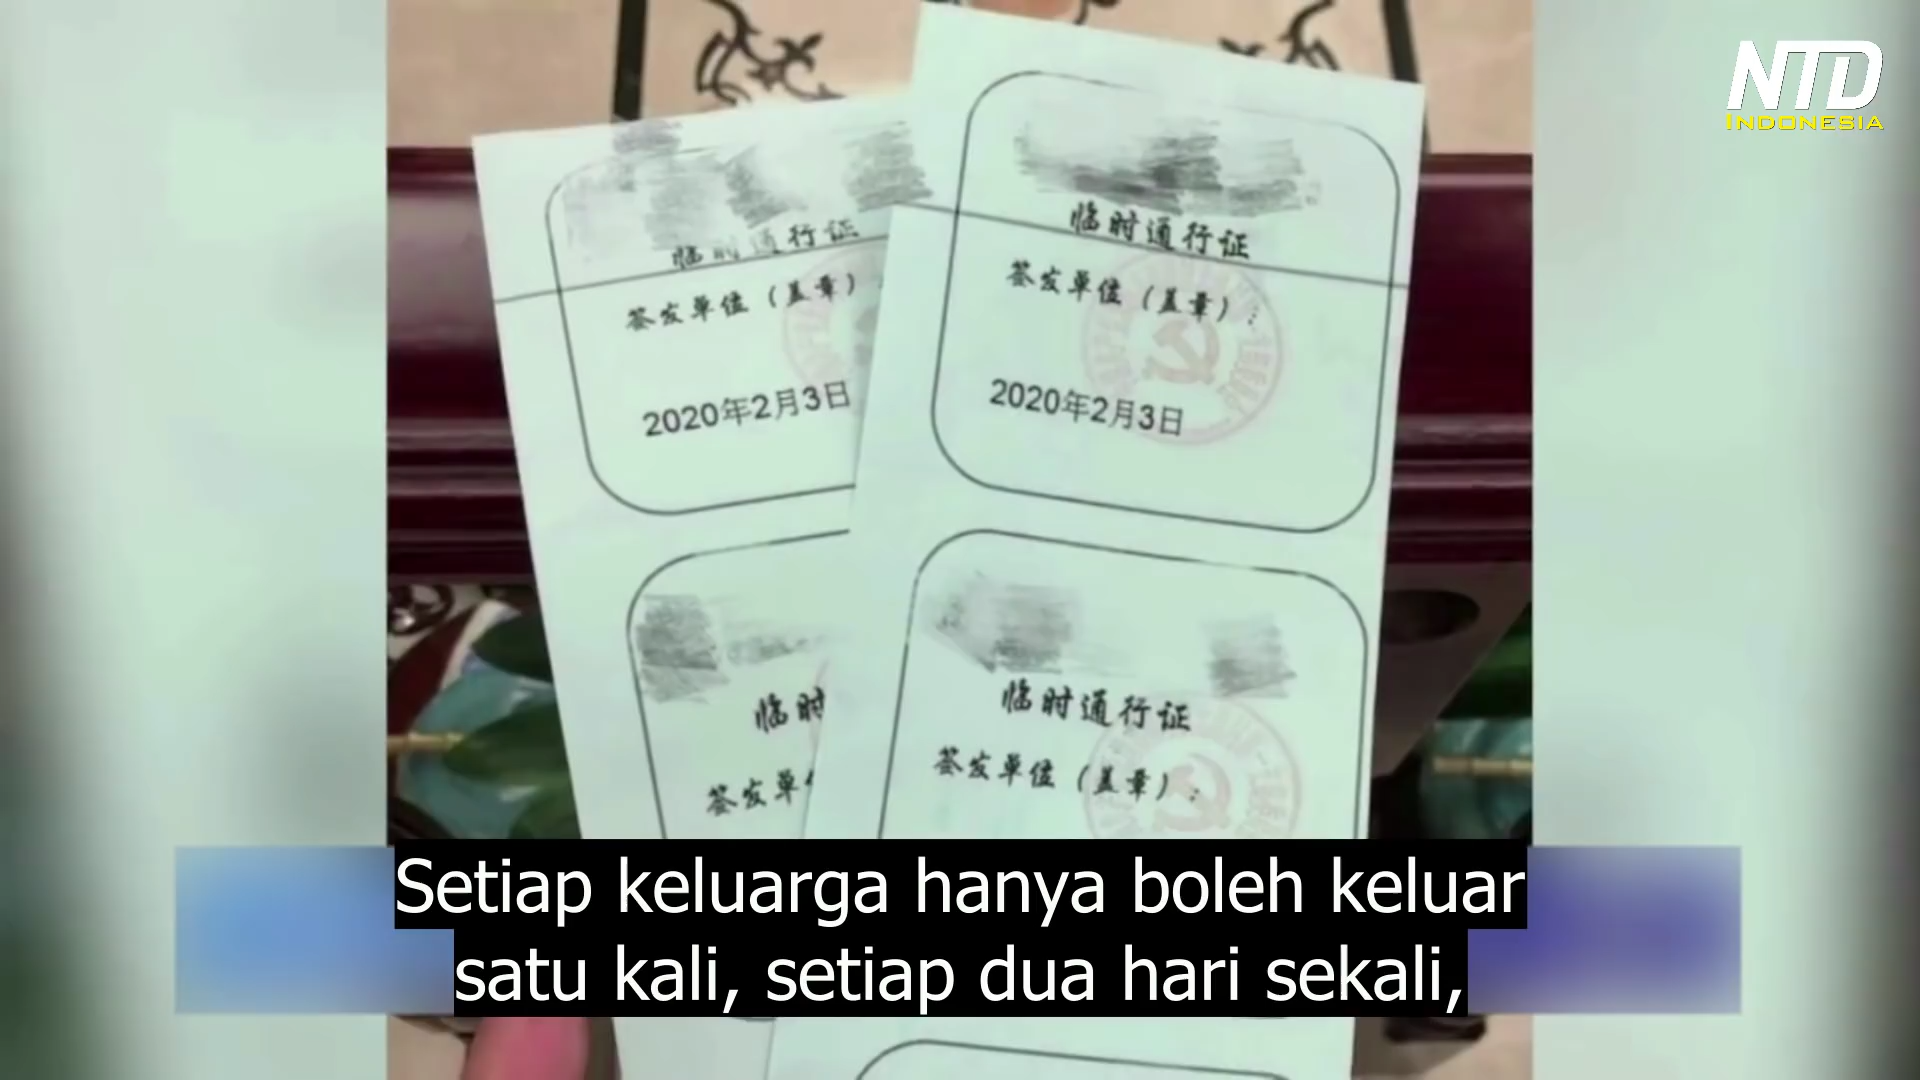 NTD
INDONESIA
临时通行证
签发单位（盖章）
2020年2月3日
临时
签发单
临时通行证
签发单位（盖章）：
2020年2月3日
临时通行证
签发单位（盖章）：
Setiap keluarga hanya boleh keluar
satu kali, setiap dua hari sekali,